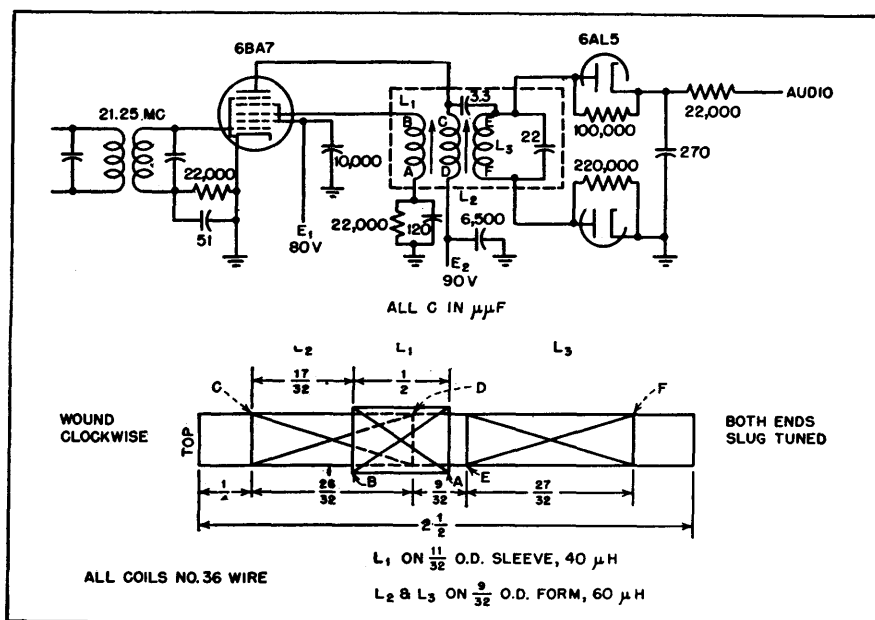 6BA7
6AL5
21.25 MC
L₁
B
A
C
D
3.3
E
F
L₃
22
L₂
100,000
220,000
22,000
AUDIO
270
22,000
51
10,000
E₁
80V
22,000
120
6,500
E₂
90V
ALL C IN μμF
L₂
L₁
L₃
C
17/32
1/2
D
F
WOUND
CLOCKWISE
TOP
BOTH ENDS
SLUG TUNED
B
A
E
26/32
9/32
27/32
2 1/2
L₁ ON 11/32 O.D. SLEEVE, 40 μH
ALL COILS NO. 36 WIRE
L₂ & L₃ ON 9/32 O.D. FORM, 60 μH